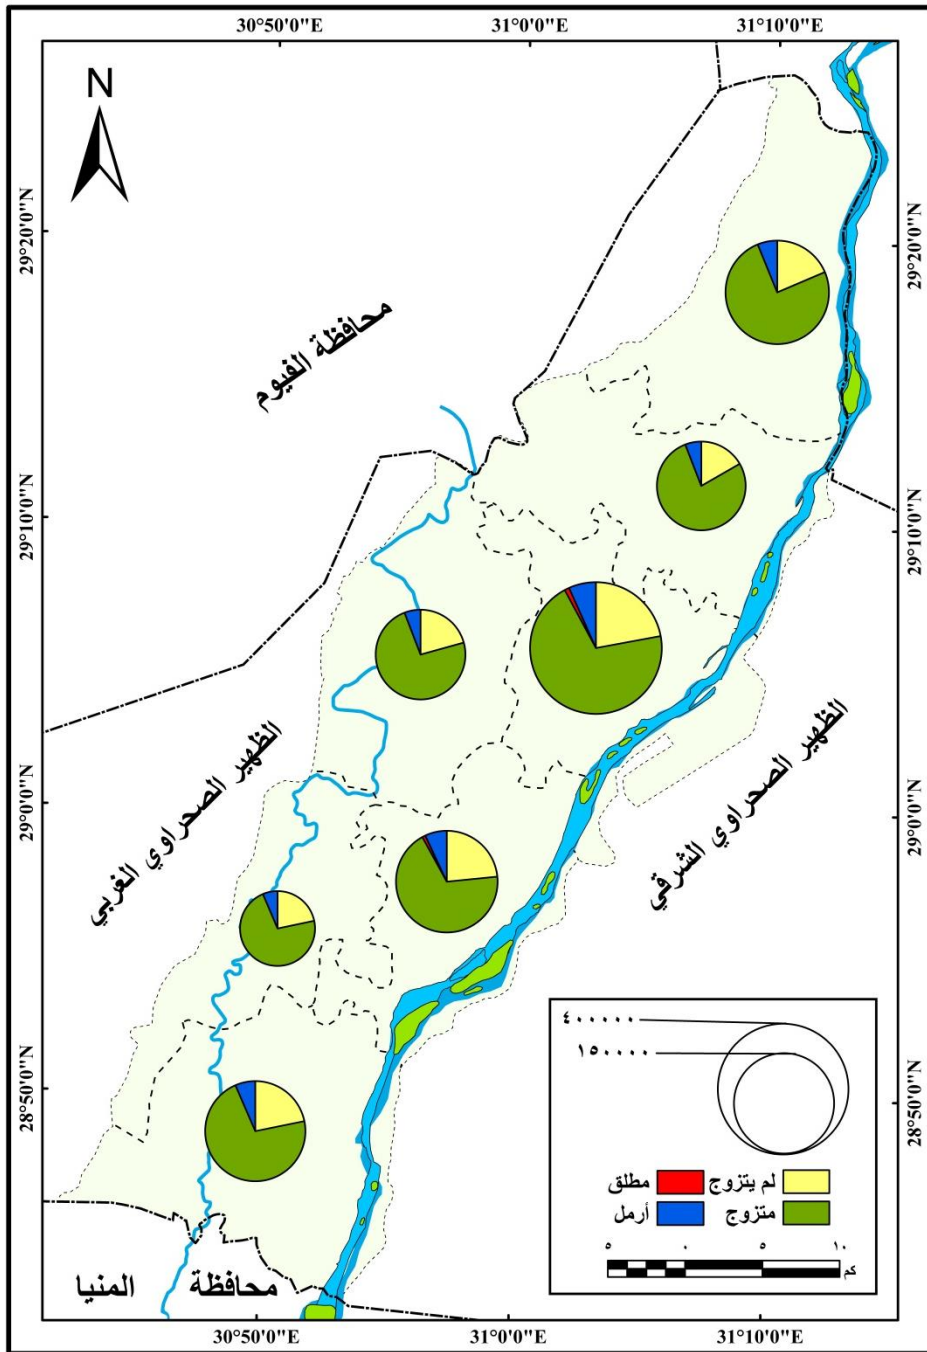 30°50'0"E
31°0'0"E
31°10'0"E
N
29°20'0"N
29°20'0"N
محافظة الفيوم
29°10'0"N
29°10'0"N
الظهير الصحراوي الغربي
الظهير الصحراوي الشرقي
29°0'0"N
29°0'0"N
٤٠٠٠٠٠
١٥٠٠٠٠
28°50'0"N
28°50'0"N
لم يتزوج
مطلق
متزوج
أرمل
٥ ٠ ٥ ١٠
كم
محافظة المنيا
30°50'0"E
31°0'0"E
31°10'0"E